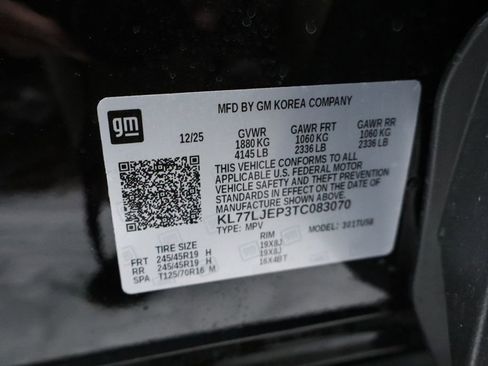 MFD BY GM KOREA COMPANY
gm
12/25 GVWR GAWR FRT GAWR RR
1880 KG 1060 KG 1060 KG
4145 LB 2336 LB 2336 LB
THIS VEHICLE CONFORMS TO ALL
APPLICABLE U.S. FEDERAL MOTOR
VEHICLE SAFETY AND THEFT PREVENTION
STANDARDS IN EFFECT ON THE DATE OF
MANUFACTURE SHOWN ABOVE.
KL77LJEP3TC083070
TYPE: MPV MODEL: 1TU58
TIRE SIZE RIM
FRT 245/45R19 H 19X8J
RR 245/45R19 H 19X8J
SPA T125/70R16 M 16X4BT